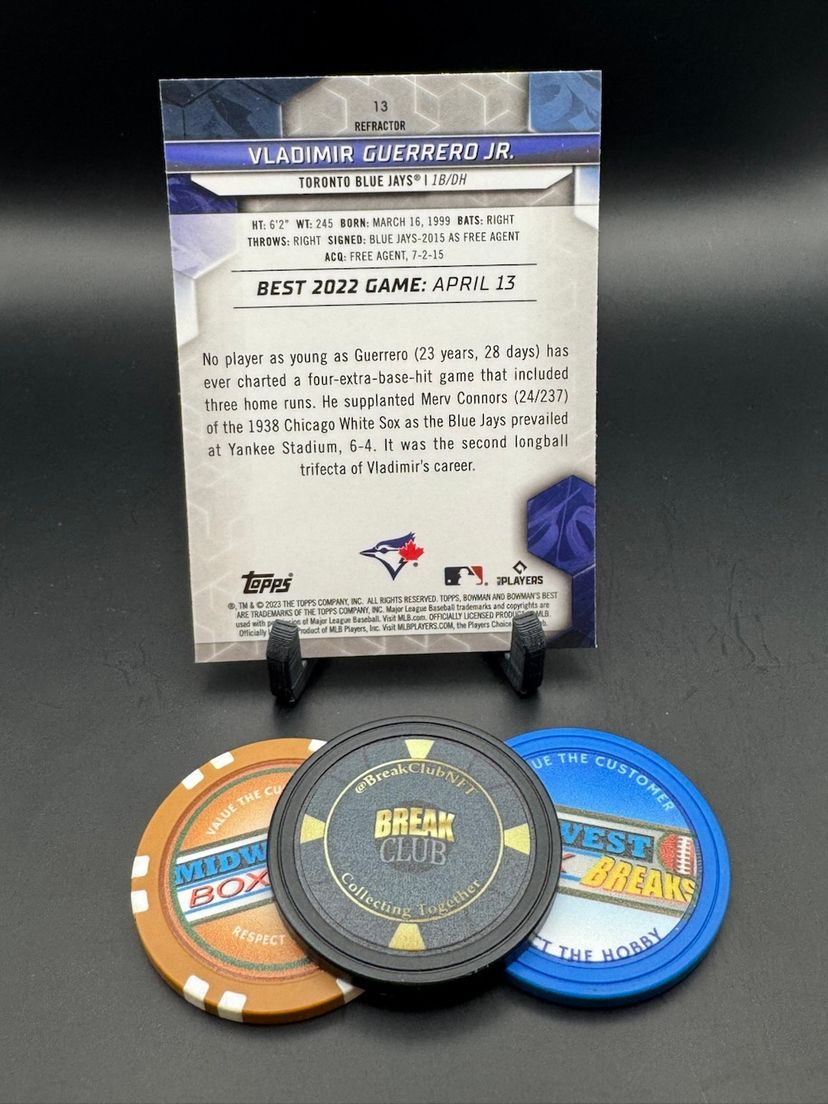 13
REFRACTOR
VLADIMIR GUERRERO JR.
TORONTO BLUE JAYS® | 1B/DH
HT: 6'2" WT: 245 BORN: MARCH 16, 1999 BATS: RIGHT
THROWS: RIGHT SIGNED: BLUE JAYS-2015 AS FREE AGENT
ACQ: FREE AGENT, 7-2-15
BEST 2022 GAME: APRIL 13
No player as young as Guerrero (23 years, 28 days) has
ever charted a four-extra-base-hit game that included
three home runs. He supplanted Merv Connors (24/237)
of the 1938 Chicago White Sox as the Blue Jays prevailed
at Yankee Stadium, 6-4. It was the second longball
trifecta of Vladimir's career.
topps
PLAYERS
®, TM & © 2023 THE TOPPS COMPANY, INC. ALL RIGHTS RESERVED. TOPPS, BOWMAN AND BOWMAN'S BEST
ARE TRADEMARKS OF THE TOPPS COMPANY, INC. Major League Baseball trademarks and copyrights are
used with of Major League Baseball. Visit MLB.com. OFFICIALLY LICENSED PRODUCT MLB.
Officially of MLB Players, Inc. Visit MLBPLAYERS.COM, the Players Choice
VALUE THE CU
MIDW
BOX
RESPECT
@BreakClubNFT
BREAK
CLUB
Collecting Together
UE THE CUSTOMER
WEST
BREAKS
CT THE HOBBY